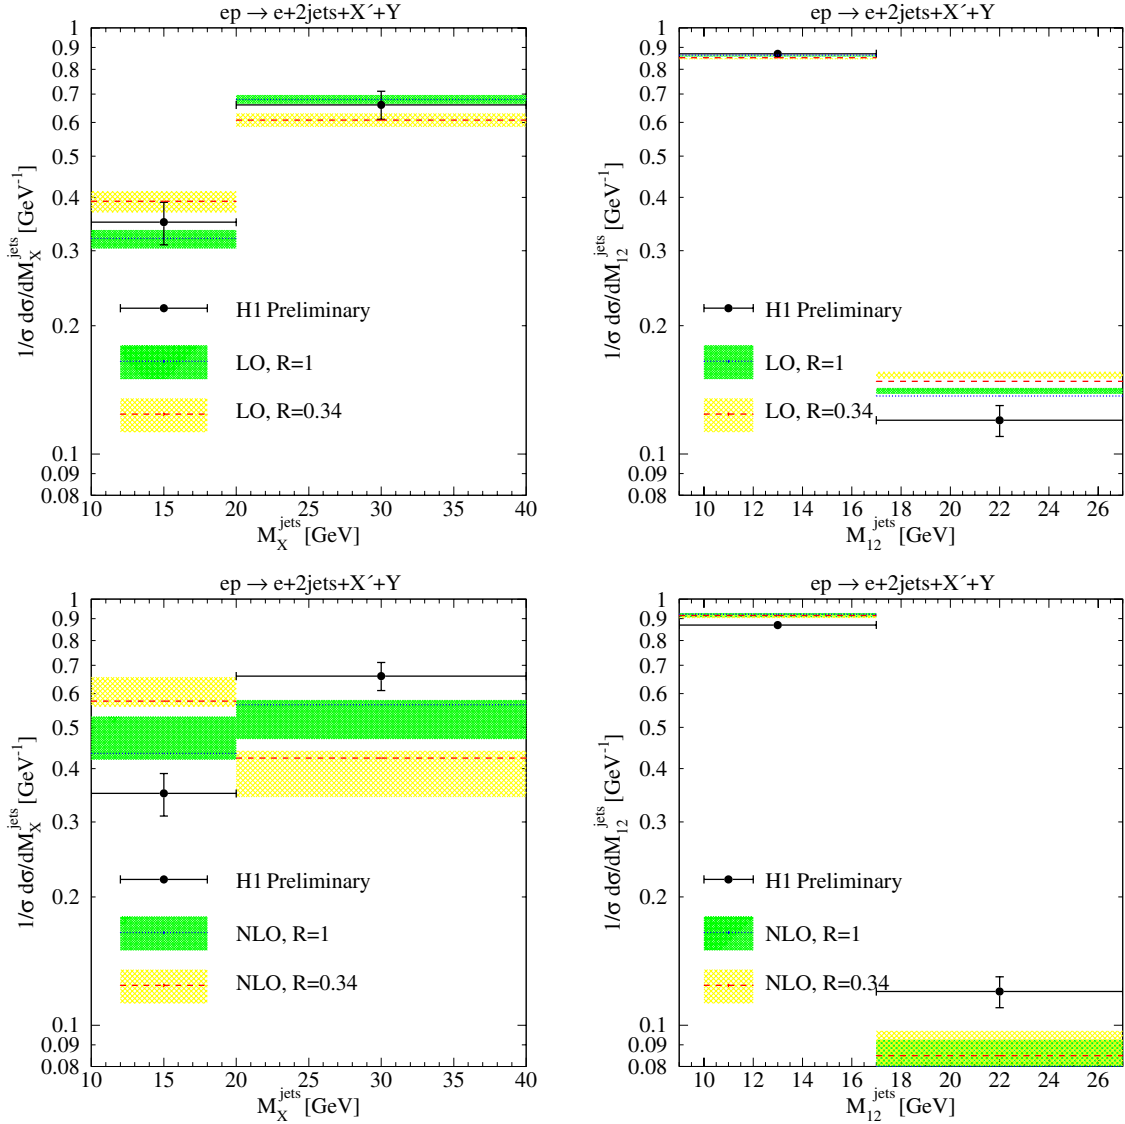 ep → e+2jets+X´+Y
1/σ dσ/dM_X^jets [GeV^-1]
1
0.9
0.8
0.7
0.6
0.5
0.4
0.3
0.2
0.1
0.09
0.08
H1 Preliminary
LO, R=1
LO, R=0.34
10 15 20 25 30 35 40
M_X^jets [GeV]
ep → e+2jets+X´+Y
1/σ dσ/dM_12^jets [GeV^-1]
1
0.9
0.8
0.7
0.6
0.5
0.4
0.3
0.2
0.1
0.09
0.08
H1 Preliminary
LO, R=1
LO, R=0.34
10 12 14 16 18 20 22 24 26
M_12^jets [GeV]
ep → e+2jets+X´+Y
1/σ dσ/dM_X^jets [GeV^-1]
1
0.9
0.8
0.7
0.6
0.5
0.4
0.3
0.2
0.1
0.09
0.08
H1 Preliminary
NLO, R=1
NLO, R=0.34
10 15 20 25 30 35 40
M_X^jets [GeV]
ep → e+2jets+X´+Y
1/σ dσ/dM_12^jets [GeV^-1]
1
0.9
0.8
0.7
0.6
0.5
0.4
0.3
0.2
0.1
0.09
0.08
H1 Preliminary
NLO, R=1
NLO, R=0.34
10 12 14 16 18 20 22 24 26
M_12^jets [GeV]